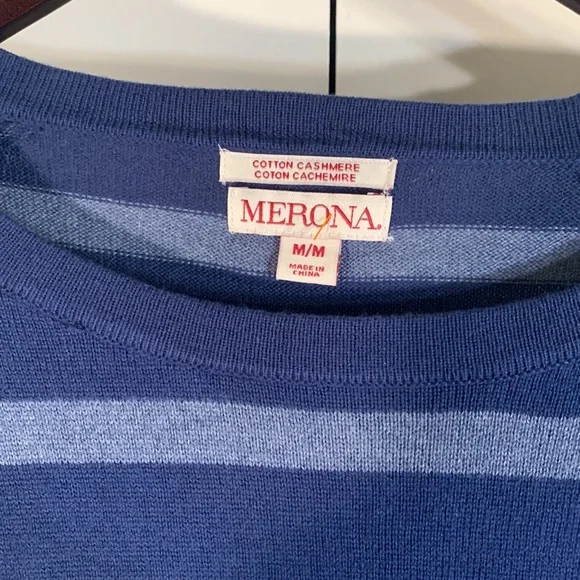 COTTON CASHMERE
COTON CACHEMIRE
MERONA.
M/M
MADE IN
CHINA